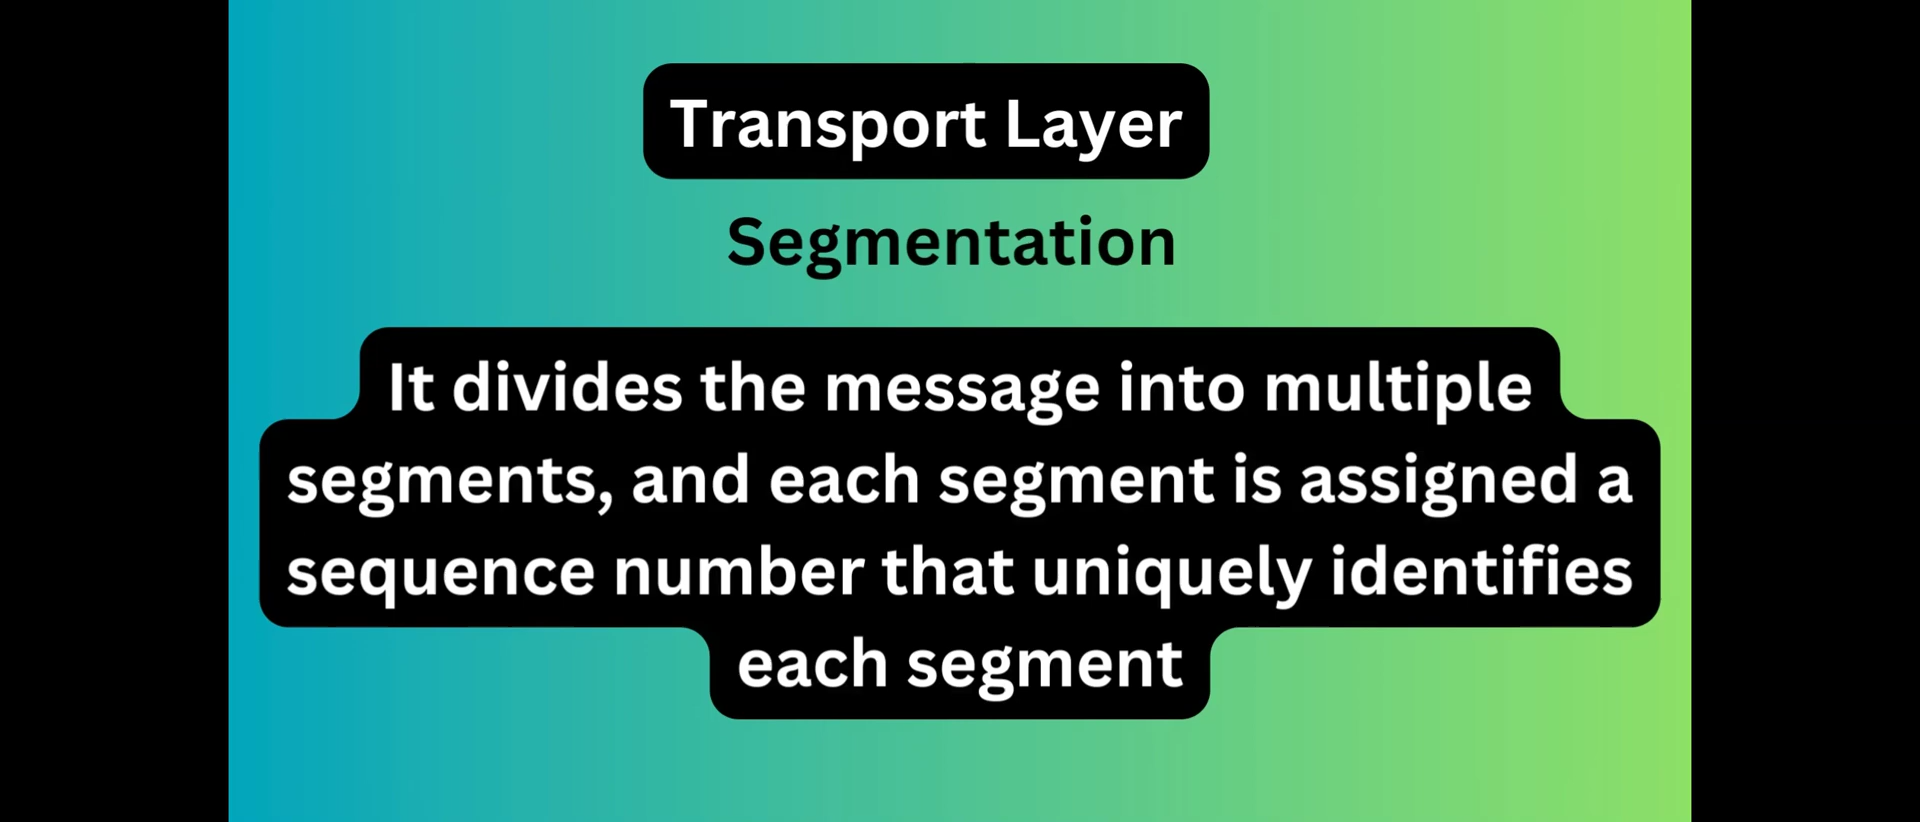 Transport Layer
Segmentation
It divides the message into multiple
segments, and each segment is assigned a
sequence number that uniquely identifies
each segment